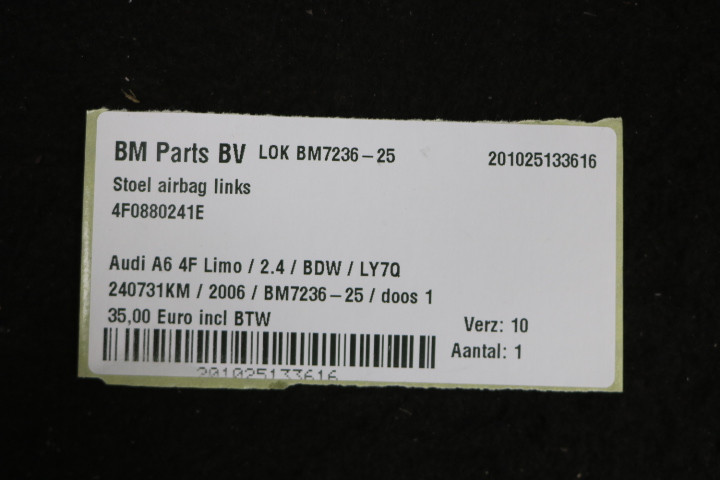 BM Parts BV LOK BM7236-25 201025133616
Stoel airbag links
4F0880241E
Audi A6 4F Limo / 2.4 / BDW / LY7Q
240731KM / 2006 / BM7236-25 / doos 1
35,00 Euro incl BTW Verz: 10
Aantal: 1
201025133616